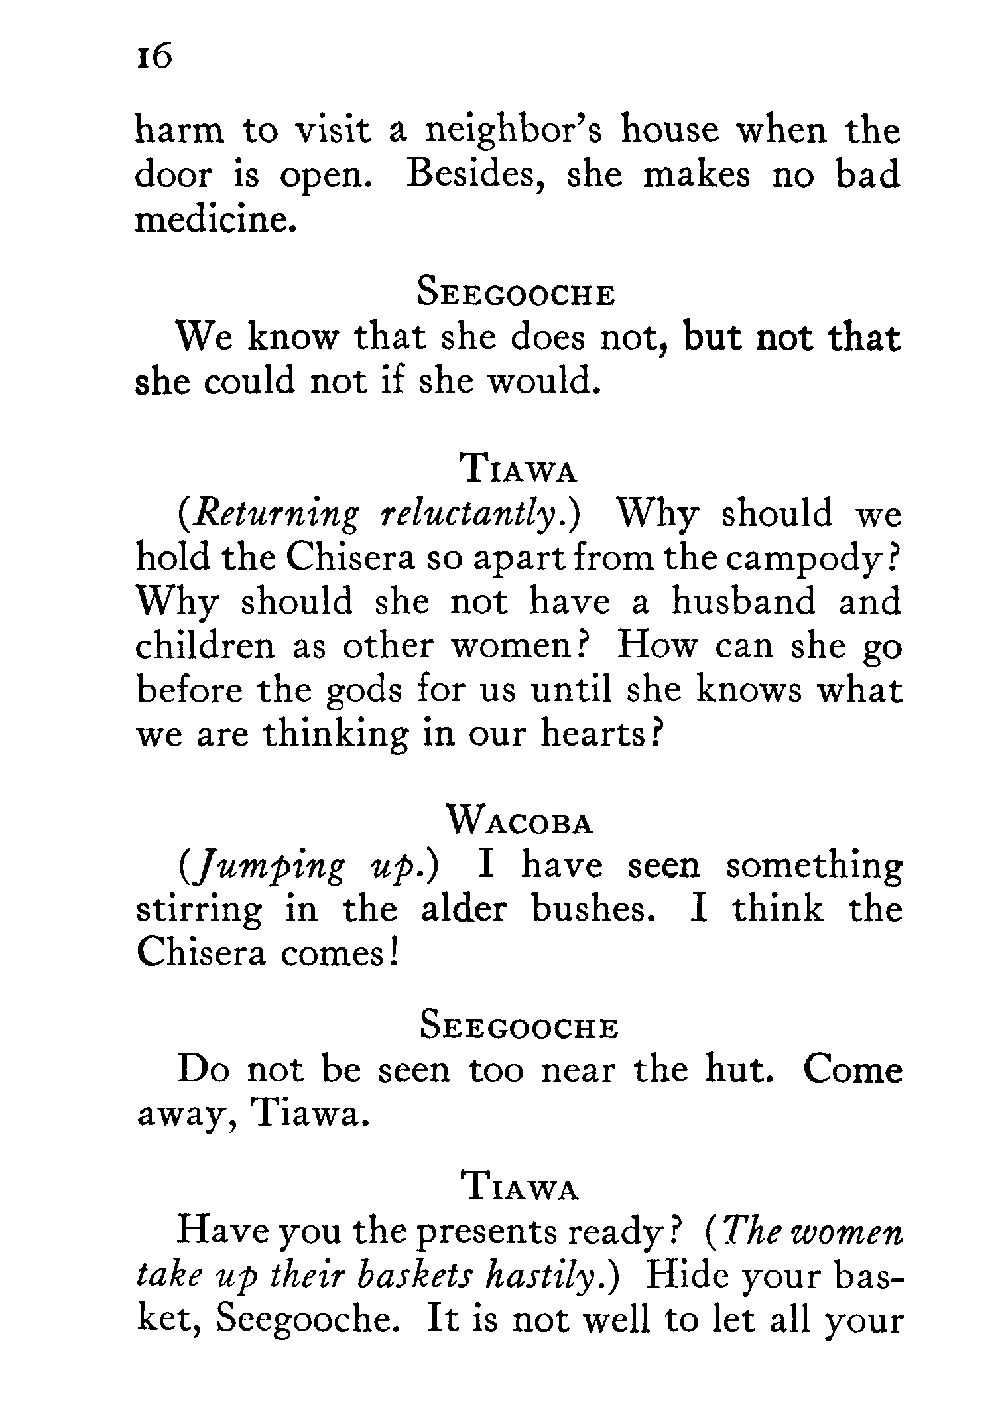 16
harm to visit a neighbor's house when the
door is open. Besides, she makes no bad
medicine.
SEEGOOCHE
We know that she does not, but not that
she could not if she would.
TIAWA
(Returning reluctantly.) Why should we
hold the Chisera so apart from the campody?
Why should she not have a husband and
children as other women? How can she go
before the gods for us until she knows what
we are thinking in our hearts?
WACOBA
(Jumping up.) I have seen something
stirring in the alder bushes. I think the
Chisera comes!
SEEGOOCHE
Do not be seen too near the hut. Come
away, Tiawa.
TIAWA
Have you the presents ready? (The women
take up their baskets hastily.) Hide your bas-
ket, Seegooche. It is not well to let all your